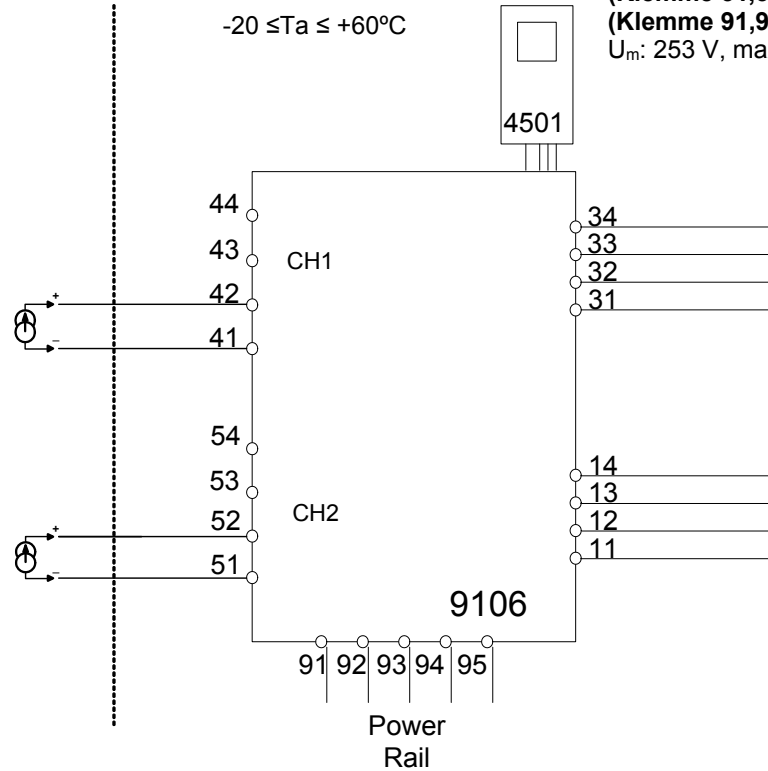 -20 ≤Ta ≤ +60ºC
(Klemme 91,9
Um: 253 V, ma
4501
44
43
CH1
42
41
34
33
32
31
54
53
CH2
52
51
14
13
12
11
9106
91 92 93 94 95
Power
Rail
+
–
+
–